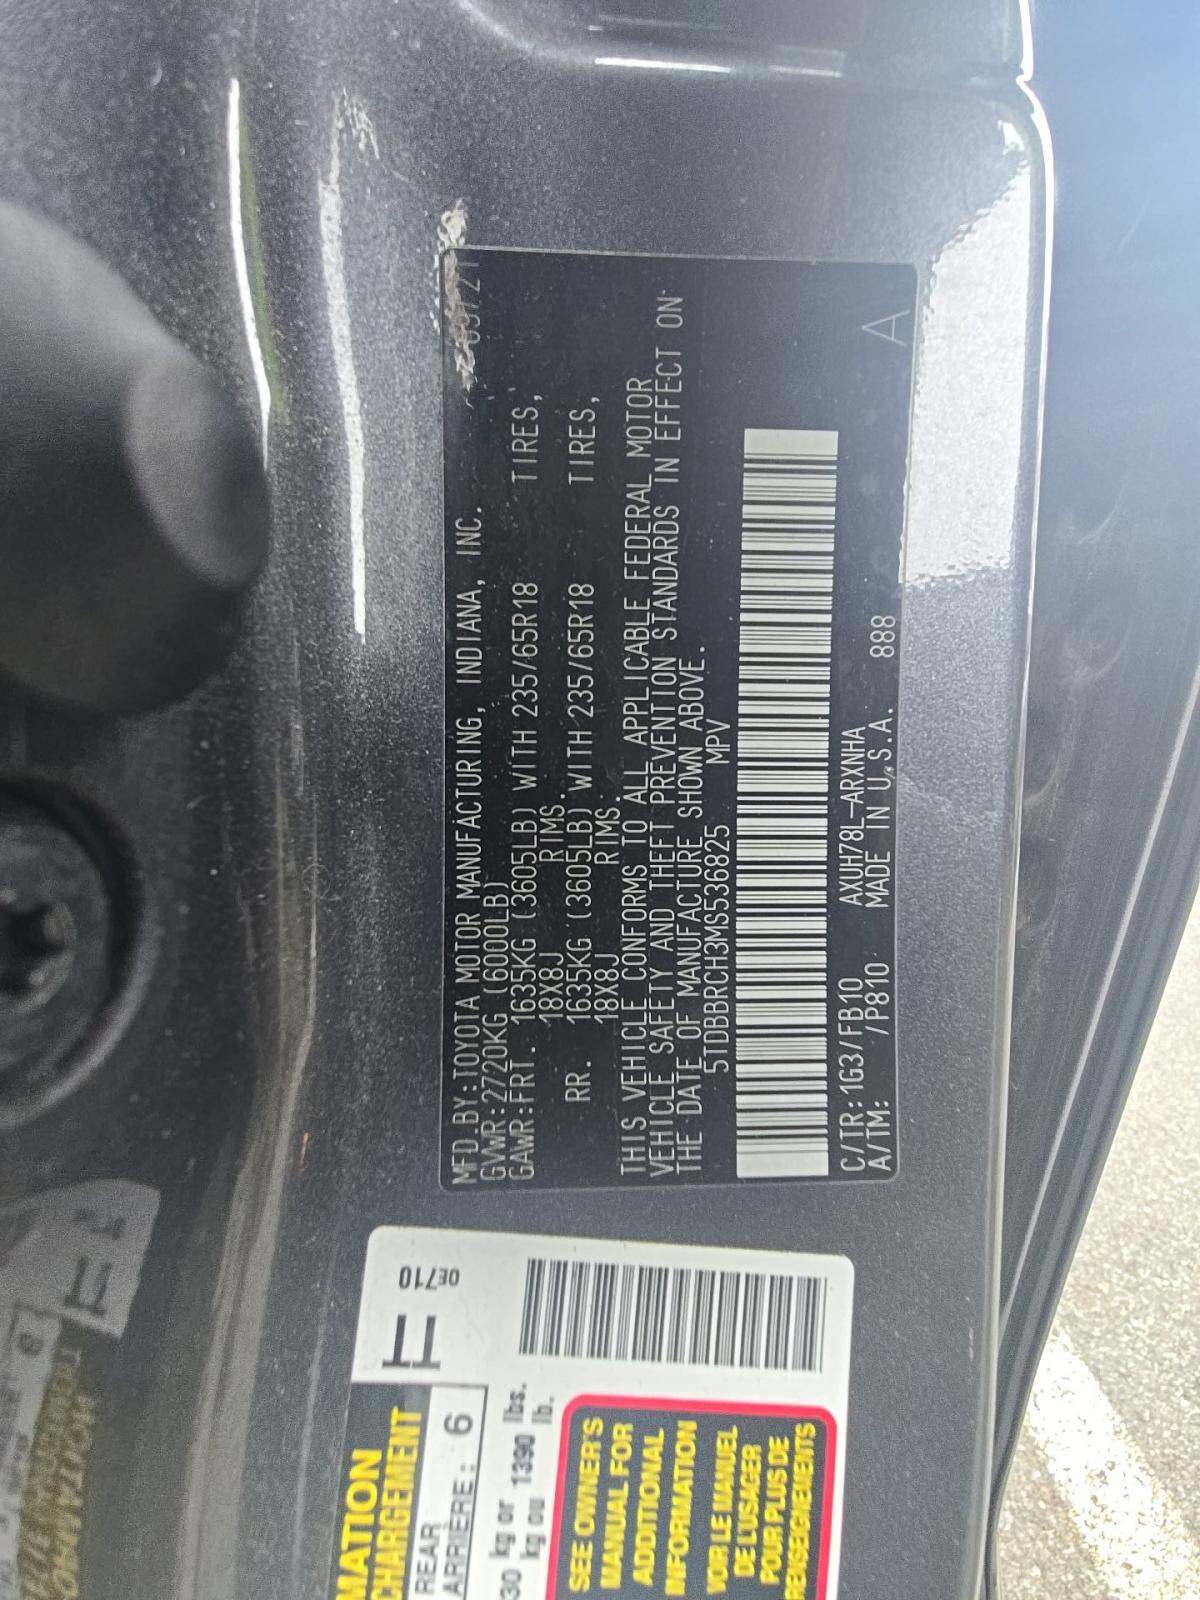 MFD BY:TOYOTA MOTOR MANUFACTURING, INDIANA, INC.
GVWR:2720KG (6000LB)
GAWR:FRT. 1635KG (3605LB) WITH 235/65R18 TIRES,
18X8J RIMS.
RR. 1635KG (3605LB) WITH 235/65R18 TIRES,
18X8J RIMS.
THIS VEHICLE CONFORMS TO ALL APPLICABLE FEDERAL MOTOR
VEHICLE SAFETY AND THEFT PREVENTION STANDARDS IN EFFECT ON
THE DATE OF MANUFACTURE SHOWN ABOVE.
5TDBBRCH3MS536825 MPV
C/TR:1G3/FB10 AXUH78L-ARXNHA
A/TM: /P810 MADE IN U.S.A. 888
A
0E710
MATION
CHARGEMENT
REAR
ARRIERE: 6
kg or 1390 lbs.
kg ou lb.
SEE OWNER'S
MANUAL FOR
ADDITIONAL
INFORMATION
VOIR LE MANUEL
DE L'USAGER
POUR PLUS DE
RENSEIGNEMENTS